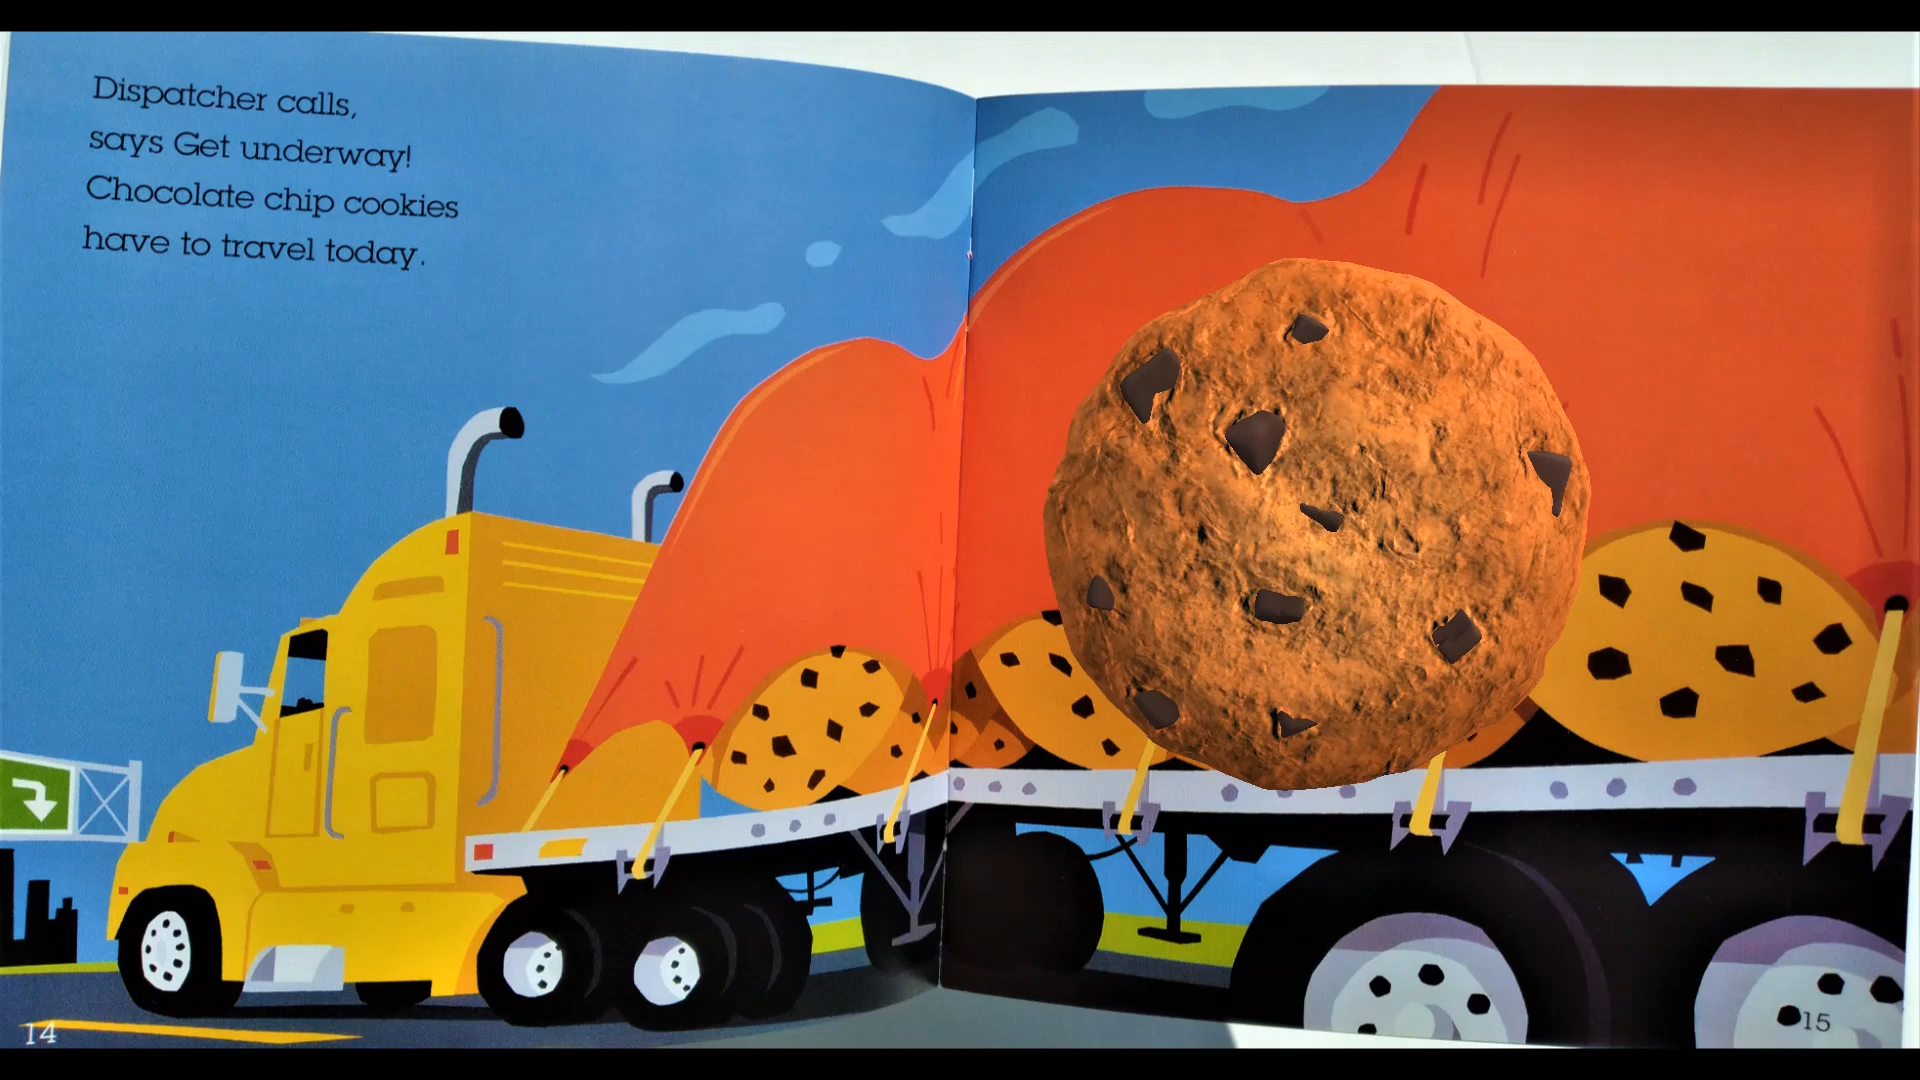 Dispatcher calls,
says Get underway!
Chocolate chip cookies
have to travel today.
14
15